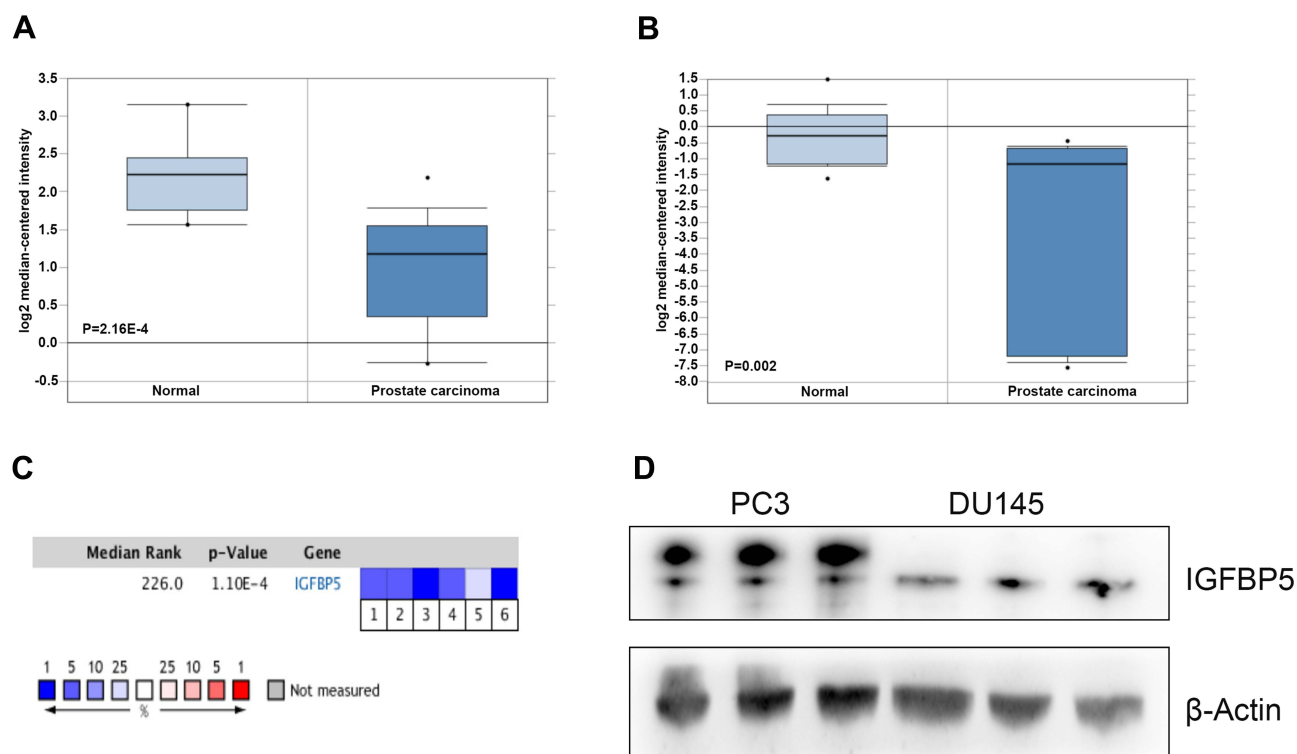 A
log2 median-centered intensity
3.5
3.0
2.5
2.0
1.5
1.0
0.5
0.0
-0.5
P=2.16E-4
Normal Prostate carcinoma
B
log2 median-centered intensity
1.5
1.0
0.5
0.0
-0.5
-1.0
-1.5
-2.0
-2.5
-3.0
-3.5
-4.0
-4.5
-5.0
-5.5
-6.0
-6.5
-7.0
-7.5
-8.0
P=0.002
Normal Prostate carcinoma
C
Median Rank p-Value Gene
226.0 1.10E-4 IGFBP5
1 2 3 4 5 6
1 5 10 25 25 10 5 1
Not measured
%
D
PC3 DU145
IGFBP5
β-Actin